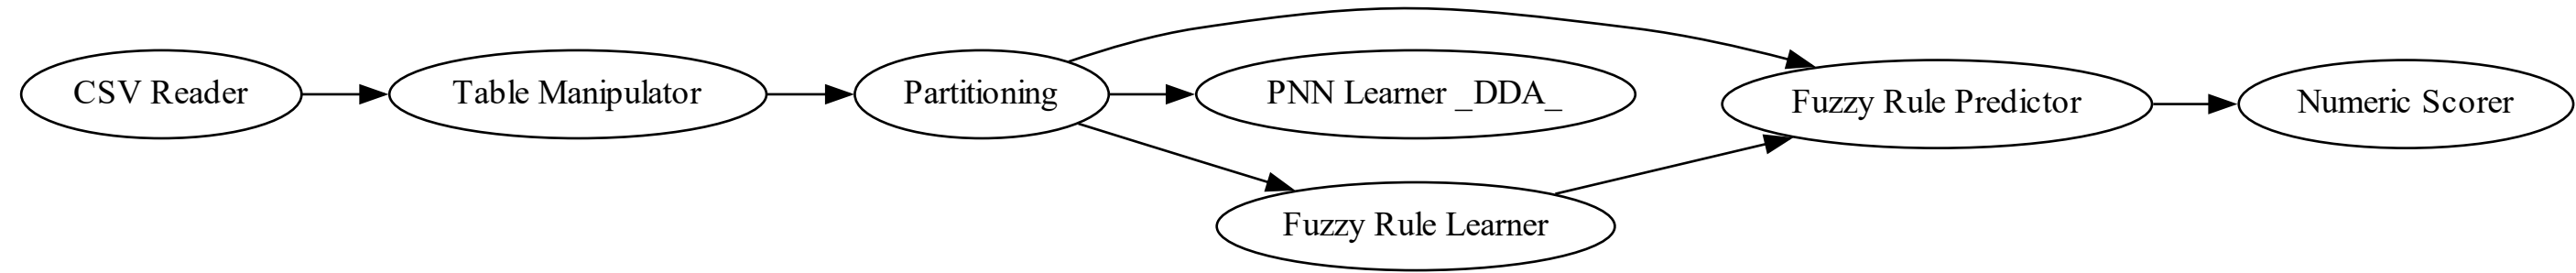 CSV Reader
Table Manipulator
Partitioning
PNN Learner _DDA_
Fuzzy Rule Learner
Fuzzy Rule Predictor
Numeric Scorer